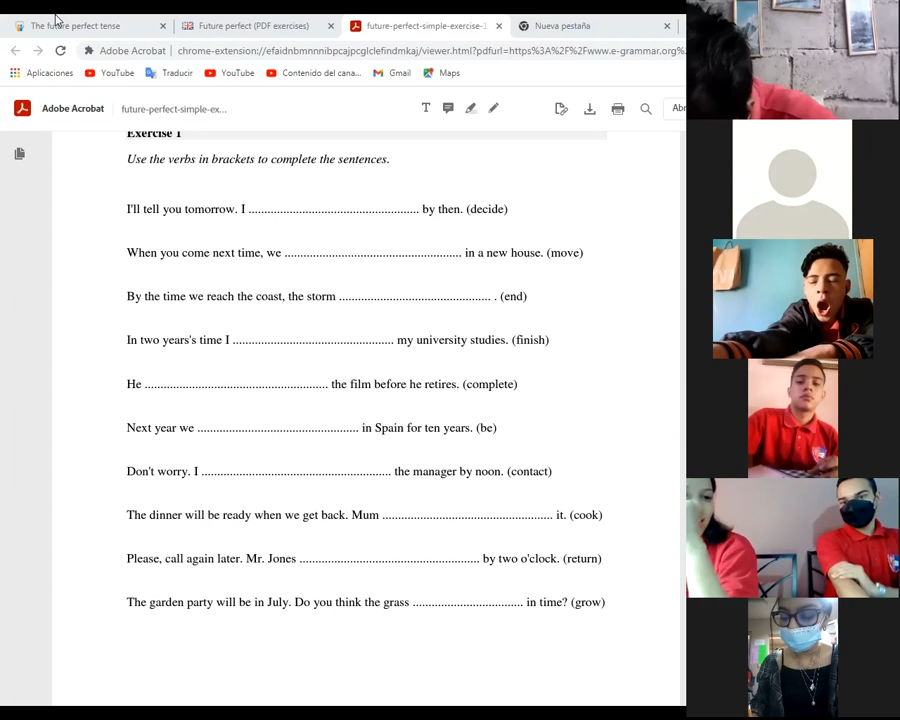 The future perfect tense
Future perfect (PDF exercises)
future-perfect-simple-exercise-1
Nueva pestaña
Adobe Acrobat | chrome-extension://efaidnbmnnnibpcajpcglclefindmkaj/viewer.html?pdfurl=https%3A%2F%2Fwww.e-grammar.org%
Aplicaciones YouTube Traducir YouTube Contenido del cana... Gmail Maps
Adobe Acrobat future-perfect-simple-ex... T Abr
Exercise 1
Use the verbs in brackets to complete the sentences.
I'll tell you tomorrow. I ...................................................... by then. (decide)
When you come next time, we ........................................................ in a new house. (move)
By the time we reach the coast, the storm ................................................ . (end)
In two years's time I ................................................... my university studies. (finish)
He .......................................................... the film before he retires. (complete)
Next year we ................................................... in Spain for ten years. (be)
Don't worry. I ............................................................ the manager by noon. (contact)
The dinner will be ready when we get back. Mum ...................................................... it. (cook)
Please, call again later. Mr. Jones ......................................................... by two o'clock. (return)
The garden party will be in July. Do you think the grass ................................... in time? (grow)